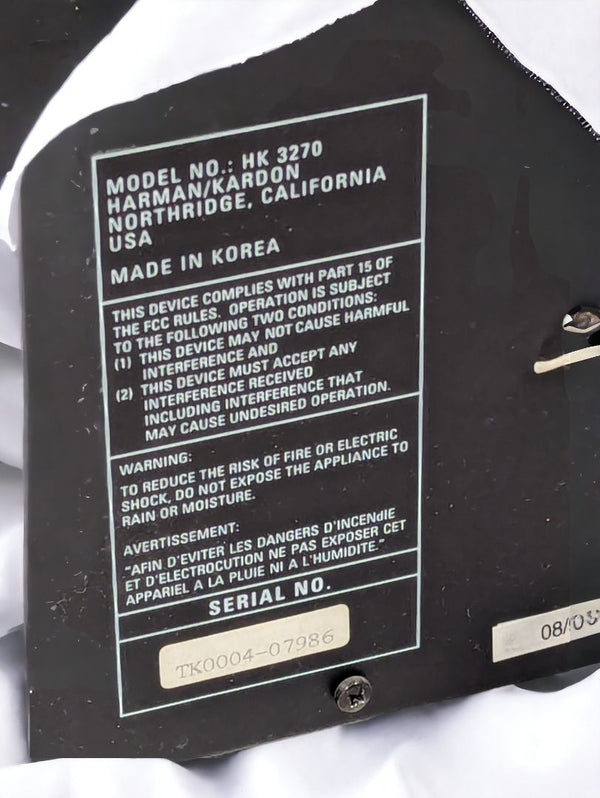 MODEL NO.: HK 3270
HARMAN/KARDON
NORTHRIDGE, CALIFORNIA
USA
MADE IN KOREA
THIS DEVICE COMPLIES WITH PART 15 OF
THE FCC RULES. OPERATION IS SUBJECT
TO THE FOLLOWING TWO CONDITIONS:
(1) THIS DEVICE MAY NOT CAUSE HARMFUL
INTERFERENCE AND
(2) THIS DEVICE MUST ACCEPT ANY
INTERFERENCE RECEIVED
INCLUDING INTERFERENCE THAT
MAY CAUSE UNDESIRED OPERATION.
WARNING:
TO REDUCE THE RISK OF FIRE OR ELECTRIC
SHOCK, DO NOT EXPOSE THE APPLIANCE TO
RAIN OR MOISTURE.
AVERTISSEMENT:
"AFIN D'EVITER LES DANGERS D'INCENdIE
ET D'ELECTROCUTION NE PAS EXPOSER CET
APPARIEL A LA PLUIE NI A L'HUMIDITE."
SERIAL NO.
TK0004-07986